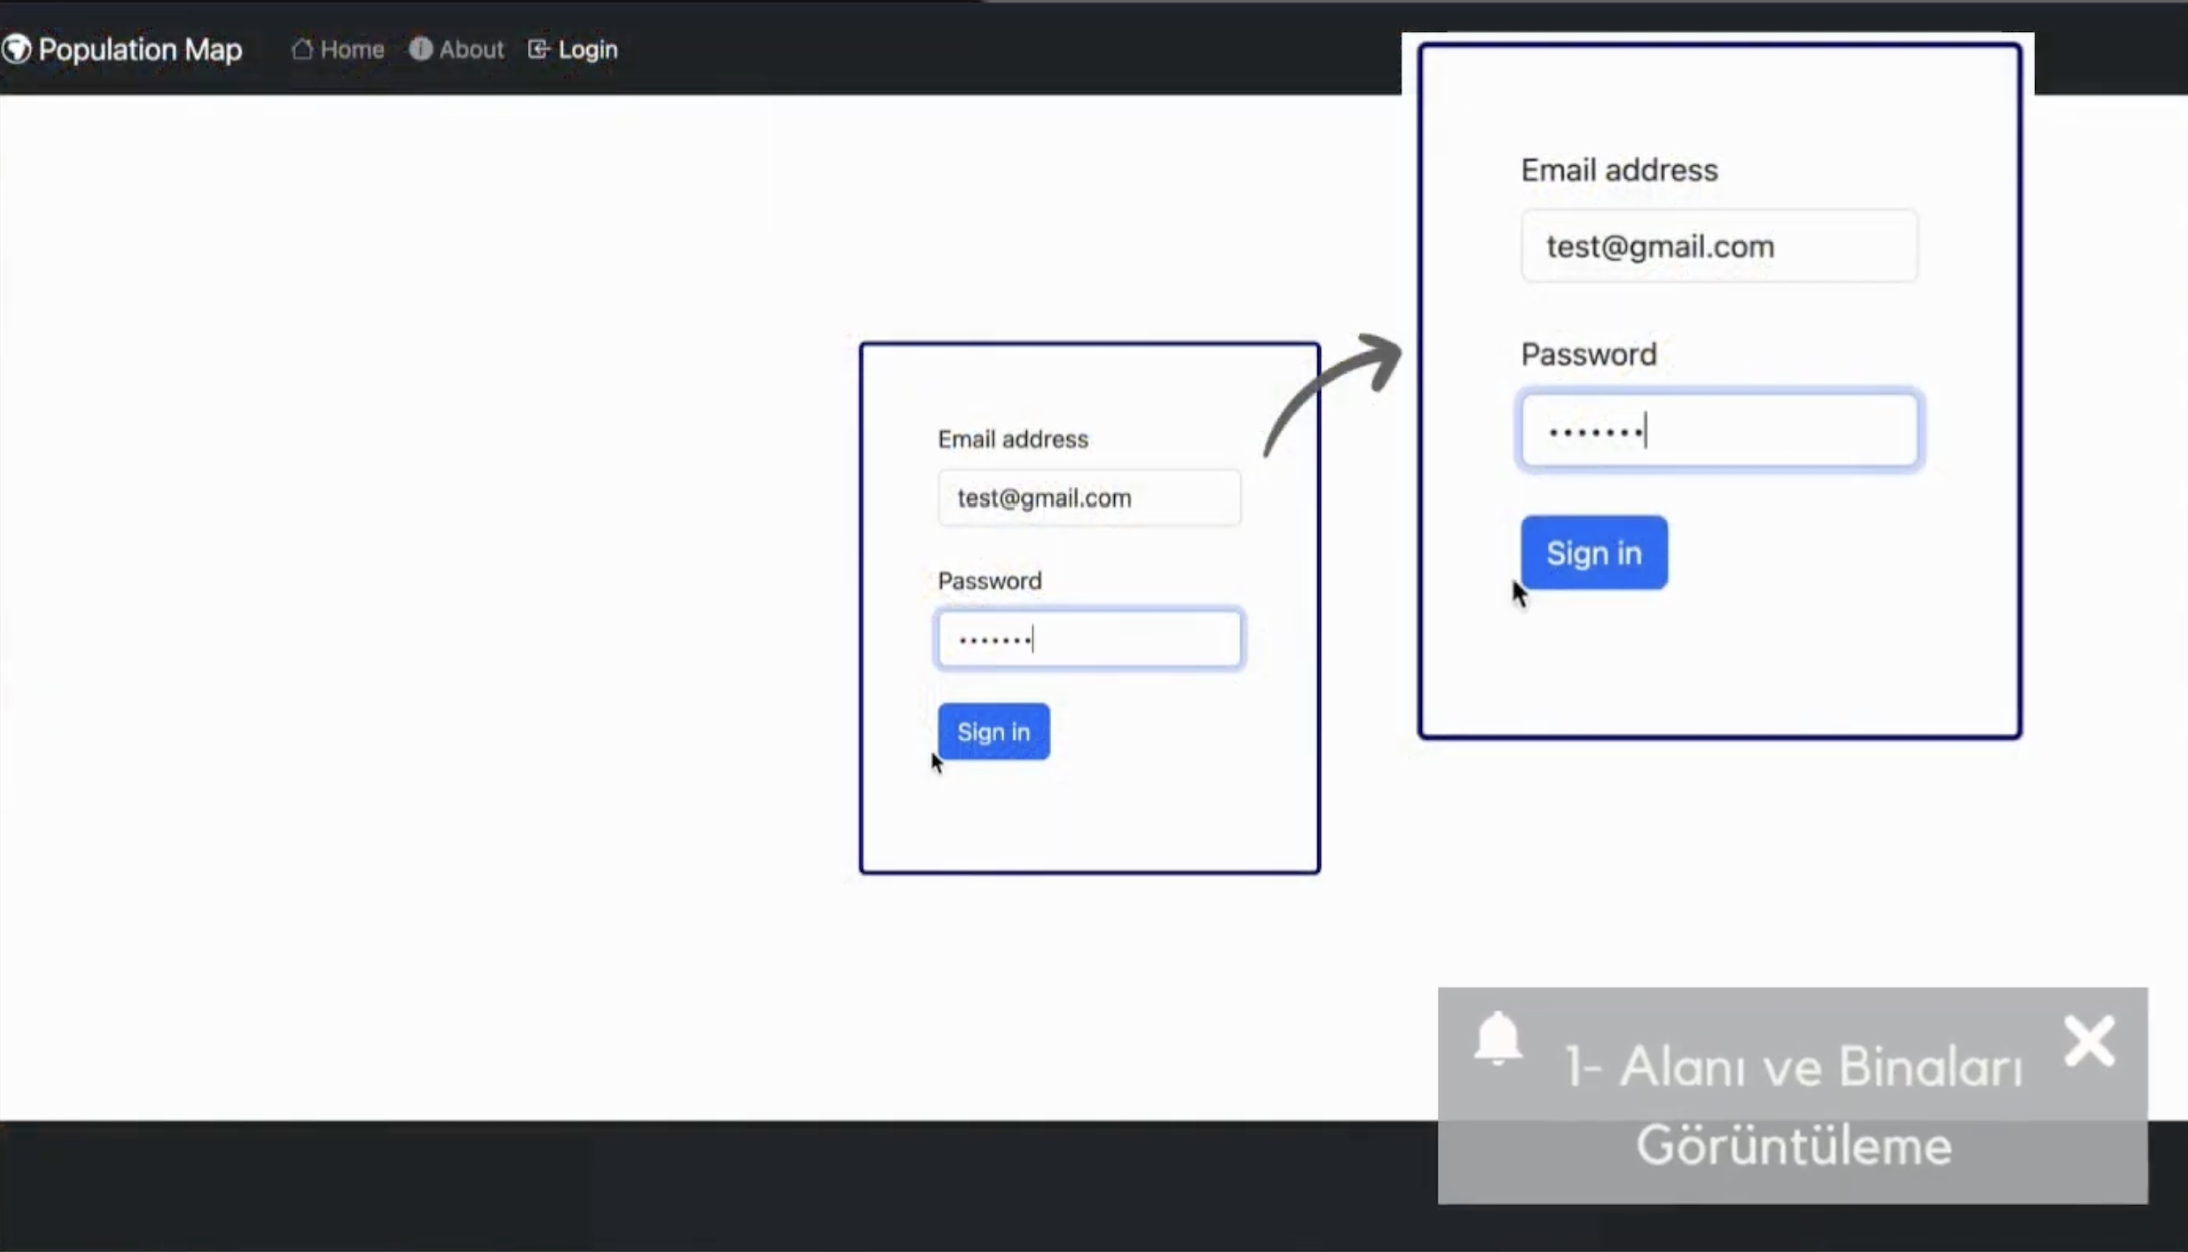 Population Map Home About Login
Email address
test@gmail.com
Password
•••••••
Sign in
Email address
test@gmail.com
Password
•••••••
Sign in
1- Alanı ve Binaları
Görüntüleme